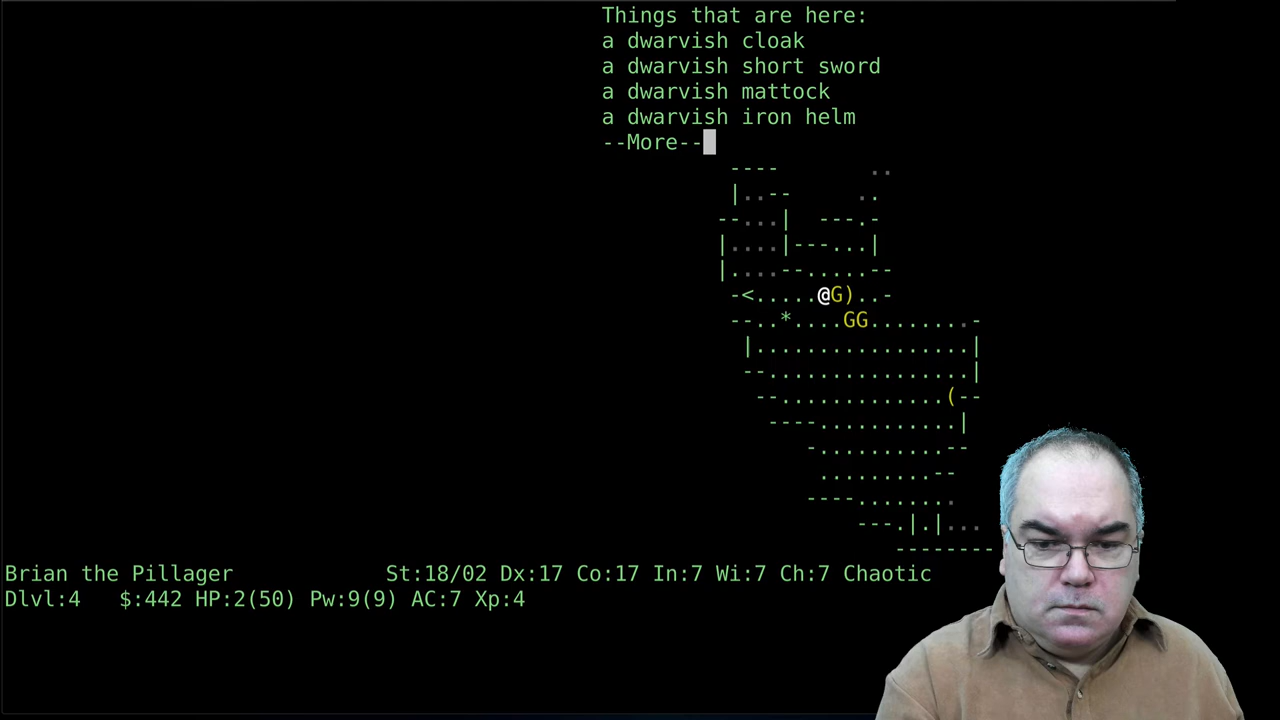 Things that are here:
a dwarvish cloak
a dwarvish short sword
a dwarvish mattock
a dwarvish iron helm
--More--
---- ..
|..-- ..
--...| ---.-
|....|---...|
|....--.....--
-<.....@G)..-
--..*....GG........-
|................|
--...............|
--.............(--
----...........|
-..........--
.........--
----........
---.|.|...
--------
Brian the Pillager St:18/02 Dx:17 Co:17 In:7 Wi:7 Ch:7 Chaotic
Dlvl:4 $:442 HP:2(50) Pw:9(9) AC:7 Xp:4